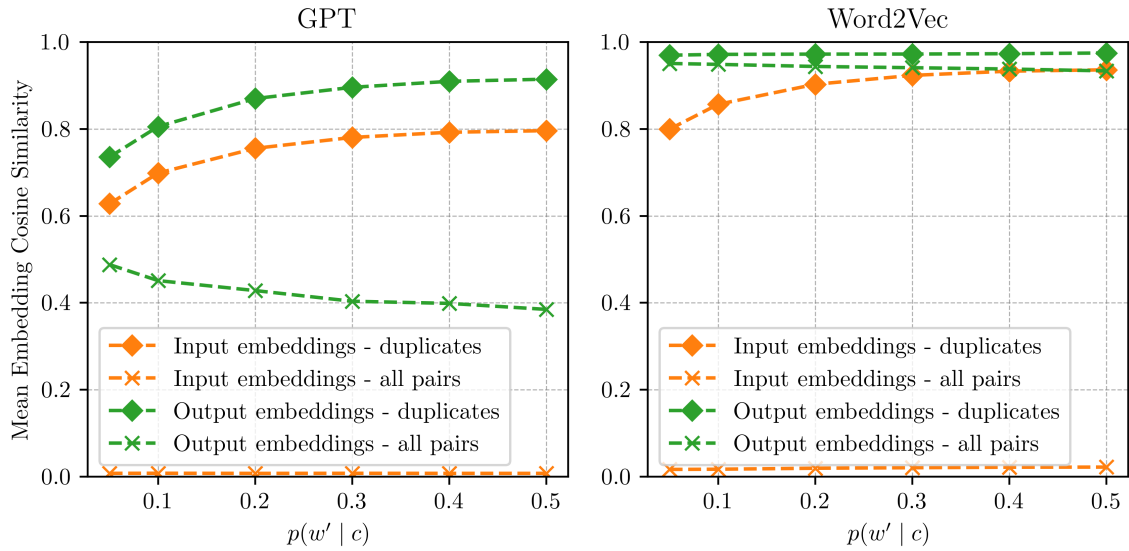 GPT
Mean Embedding Cosine Similarity
1.0
0.8
0.6
0.4
0.2
0.0
Input embeddings - duplicates
Input embeddings - all pairs
Output embeddings - duplicates
Output embeddings - all pairs
0.1 0.2 0.3 0.4 0.5
p(w′ | c)
Word2Vec
1.0
0.8
0.6
0.4
0.2
0.0
Input embeddings - duplicates
Input embeddings - all pairs
Output embeddings - duplicates
Output embeddings - all pairs
0.1 0.2 0.3 0.4 0.5
p(w′ | c)